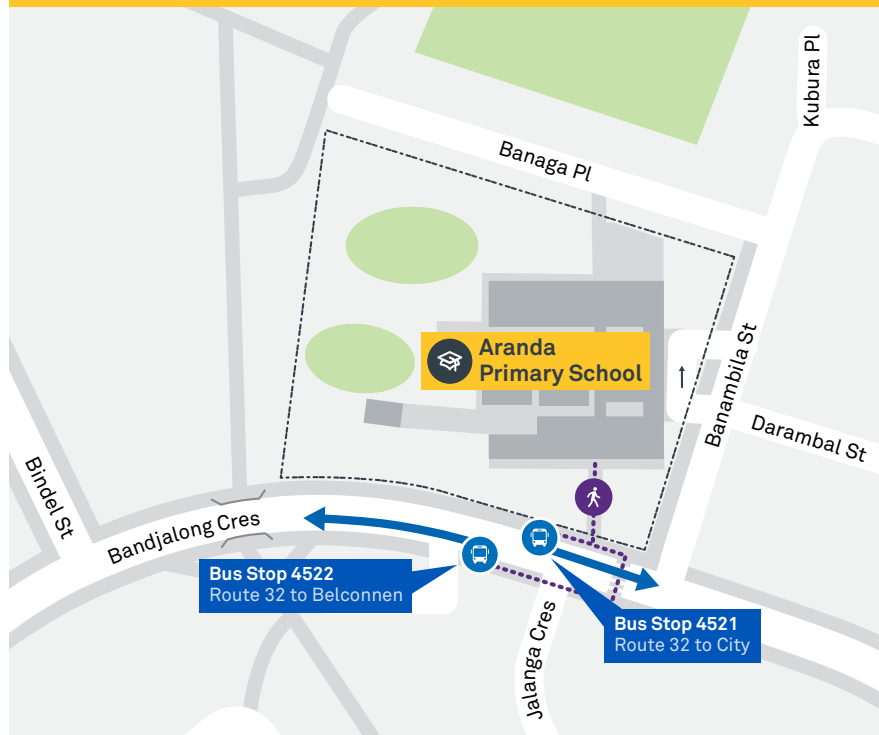 Kubura Pl
Banaga Pl
Aranda
Primary School
Banambila St
Darambal St
Bindel St
Bandjalong Cres
Bus Stop 4522
Route 32 to Belconnen
Bus Stop 4521
Route 32 to City
Jalanga Cres